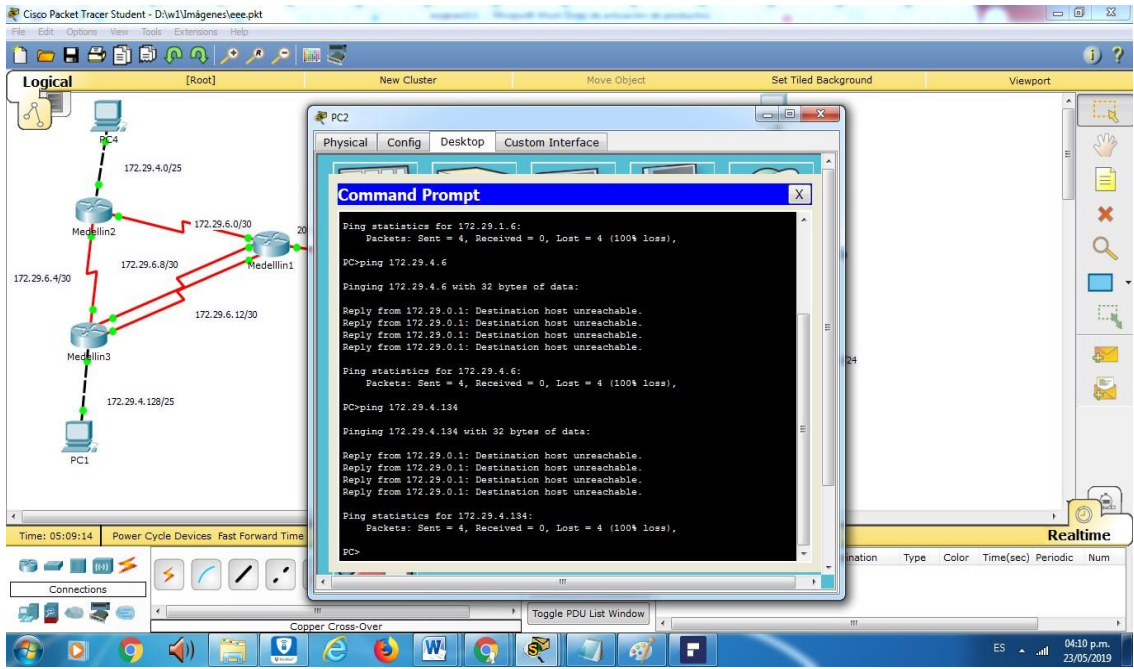 Cisco Packet Tracer Student - D:\w1\Imágenes\eee.pkt
File Edit Options View Tools Extensions Help
Logical [Root] New Cluster Move Object Set Tiled Background Viewport
PC4
172.29.4.0/25
Medellin2
172.29.6.0/30
20
172.29.6.8/30
Medelllin1
172.29.6.4/30
172.29.6.12/30
Medellin3
172.29.4.128/25
PC1
24
PC2
Physical Config Desktop Custom Interface
Command Prompt X
Ping statistics for 172.29.1.6:
Packets: Sent = 4, Received = 0, Lost = 4 (100% loss),
PC>ping 172.29.4.6
Pinging 172.29.4.6 with 32 bytes of data:
Reply from 172.29.0.1: Destination host unreachable.
Reply from 172.29.0.1: Destination host unreachable.
Reply from 172.29.0.1: Destination host unreachable.
Reply from 172.29.0.1: Destination host unreachable.
Ping statistics for 172.29.4.6:
Packets: Sent = 4, Received = 0, Lost = 4 (100% loss),
PC>ping 172.29.4.134
Pinging 172.29.4.134 with 32 bytes of data:
Reply from 172.29.0.1: Destination host unreachable.
Reply from 172.29.0.1: Destination host unreachable.
Reply from 172.29.0.1: Destination host unreachable.
Reply from 172.29.0.1: Destination host unreachable.
Ping statistics for 172.29.4.134:
Packets: Sent = 4, Received = 0, Lost = 4 (100% loss),
PC>
Time: 05:09:14 Power Cycle Devices Fast Forward Time
Realtime
Connections
Copper Cross-Over
Toggle PDU List Window
ination Type Color Time(sec) Periodic Num
ES
04:10 p.m.
23/05/2019